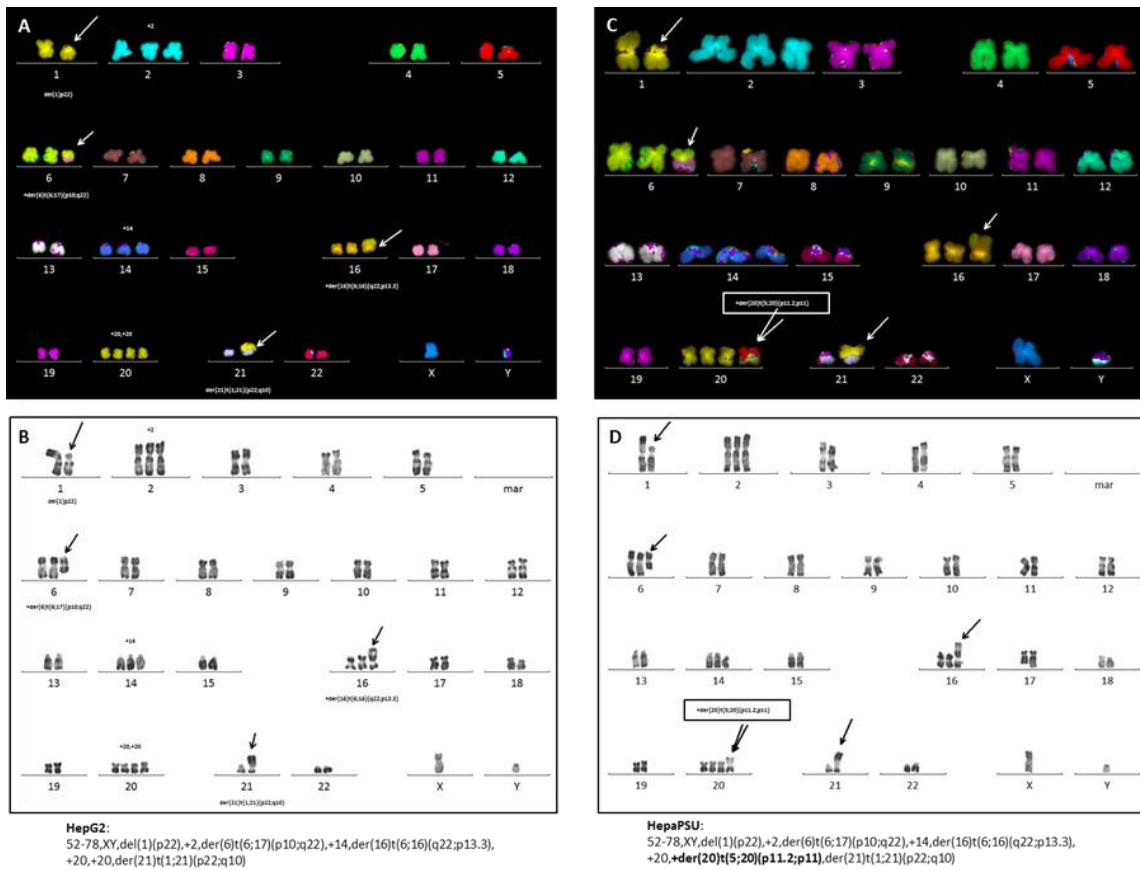 A
+2
1 2 3 4 5
del(1)(p22)
6 7 8 9 10 11 12
+der(6)t(6;17)(p10;q22)
+14
13 14 15 16 17 18
+der(16)t(6;16)(q22;p13.3)
+20,+20
19 20 21 22 X Y
der(21)t(1;21)(p22;q10)
C
1 2 3 4 5
6 7 8 9 10 11 12
13 14 15 16 17 18
+der(20)t(5;20)(p11.2;p11)
19 20 21 22 X Y
B
+2
1 2 3 4 5 mar
del(1)(p22)
6 7 8 9 10 11 12
+der(6)t(6;17)(p10;q22)
+14
13 14 15 16 17 18
+der(16)t(6;16)(q22;p13.3)
+20,+20
19 20 21 22 X Y
der(21)t(1;21)(p22;q10)
D
1 2 3 4 5 mar
6 7 8 9 10 11 12
13 14 15 16 17 18
+der(20)t(5;20)(p11.2;p11)
19 20 21 22 X Y
HepG2:
52-78,XY,del(1)(p22),+2,der(6)t(6;17)(p10;q22),+14,der(16)t(6;16)(q22;p13.3),
+20,+20,der(21)t(1;21)(p22;q10)
HepaPSU:
52-78,XY,del(1)(p22),+2,der(6)t(6;17)(p10;q22),+14,der(16)t(6;16)(q22;p13.3),
+20,+der(20)t(5;20)(p11.2;p11),der(21)t(1;21)(p22;q10)